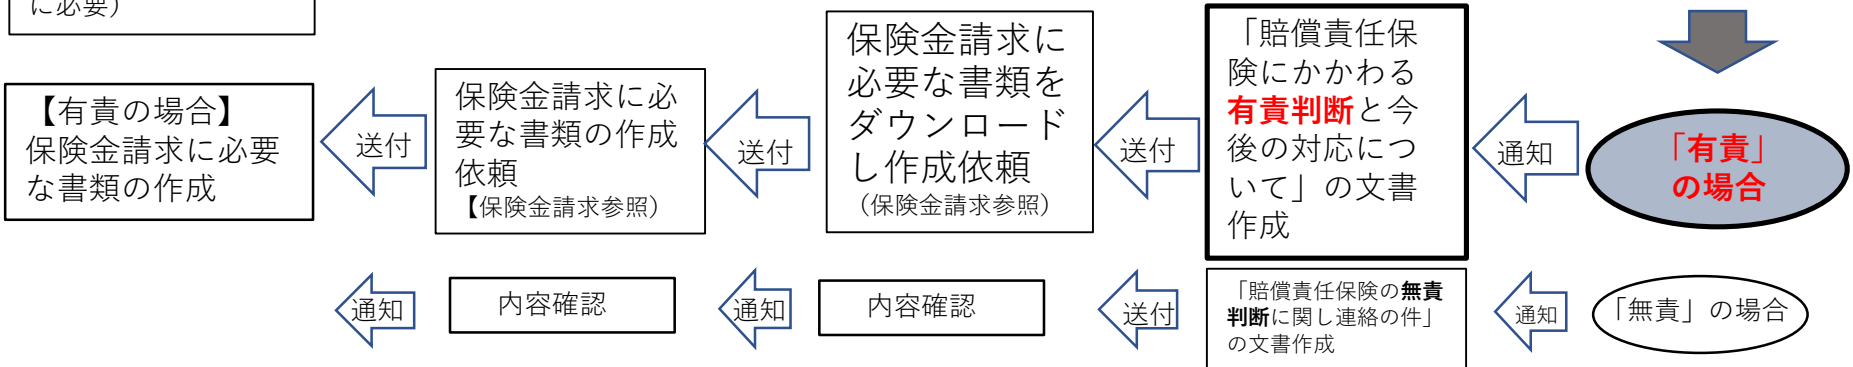 に必要）
【有責の場合】
保険金請求に必要
な書類の作成
送付
保険金請求に必
要な書類の作成
依頼
【保険金請求参照）
送付
保険金請求に
必要な書類を
ダウンロード
し作成依頼
（保険金請求参照）
送付
「賠償責任保
険にかかわる
有責判断と今
後の対応につ
いて」の文書
作成
通知
「有責」
の場合
通知
内容確認
通知
内容確認
送付
「賠償責任保険の無責
判断に関し連絡の件」
の文書作成
通知
「無責」の場合